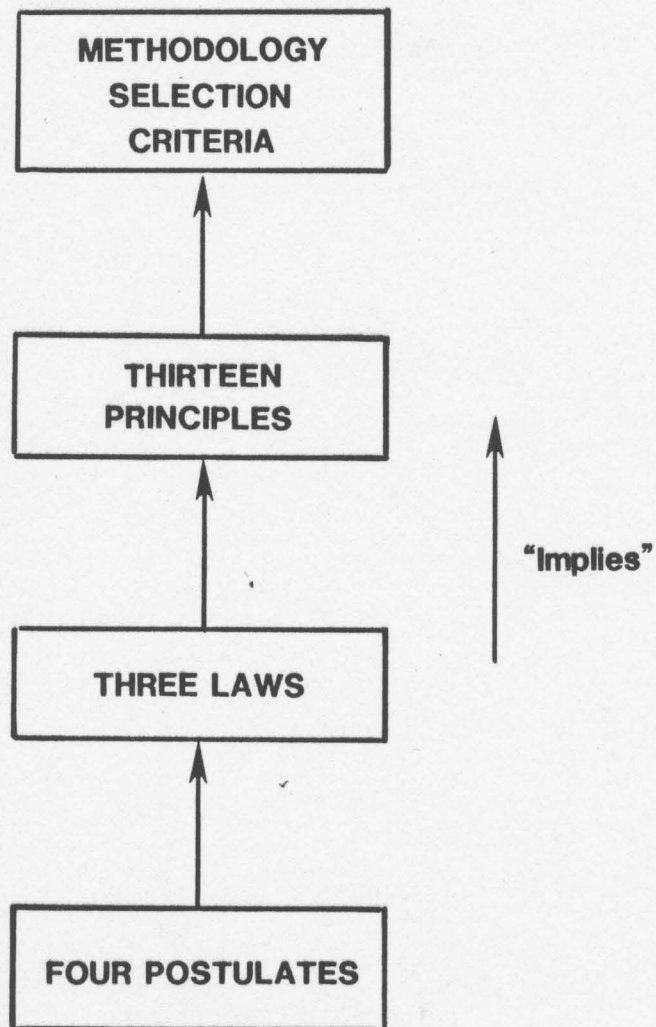 METHODOLOGY
SELECTION
CRITERIA
THIRTEEN
PRINCIPLES
"Implies"
THREE LAWS
FOUR POSTULATES